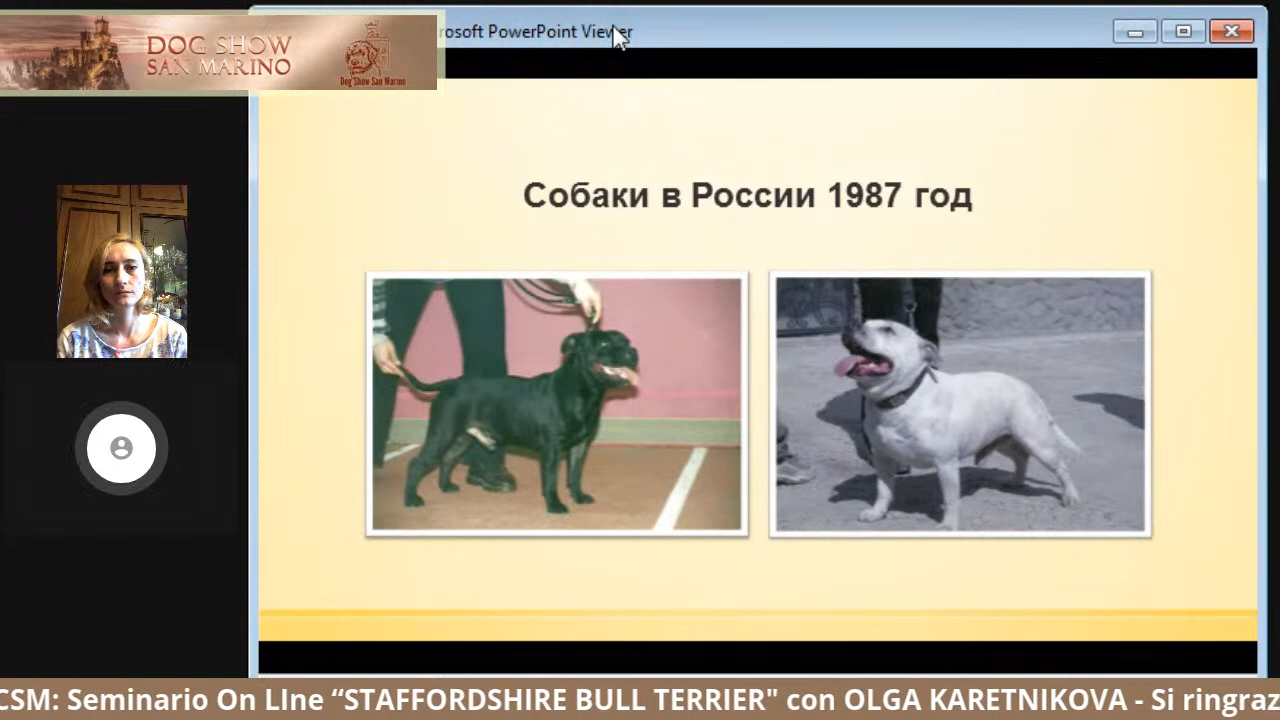 DOG SHOW
SAN MARINO
Dog Show San Marino
rosoft PowerPoint Viewer
Собаки в России 1987 год
CSM: Seminario On LIne “STAFFORDSHIRE BULL TERRIER" con OLGA KARETNIKOVA - Si ringraz